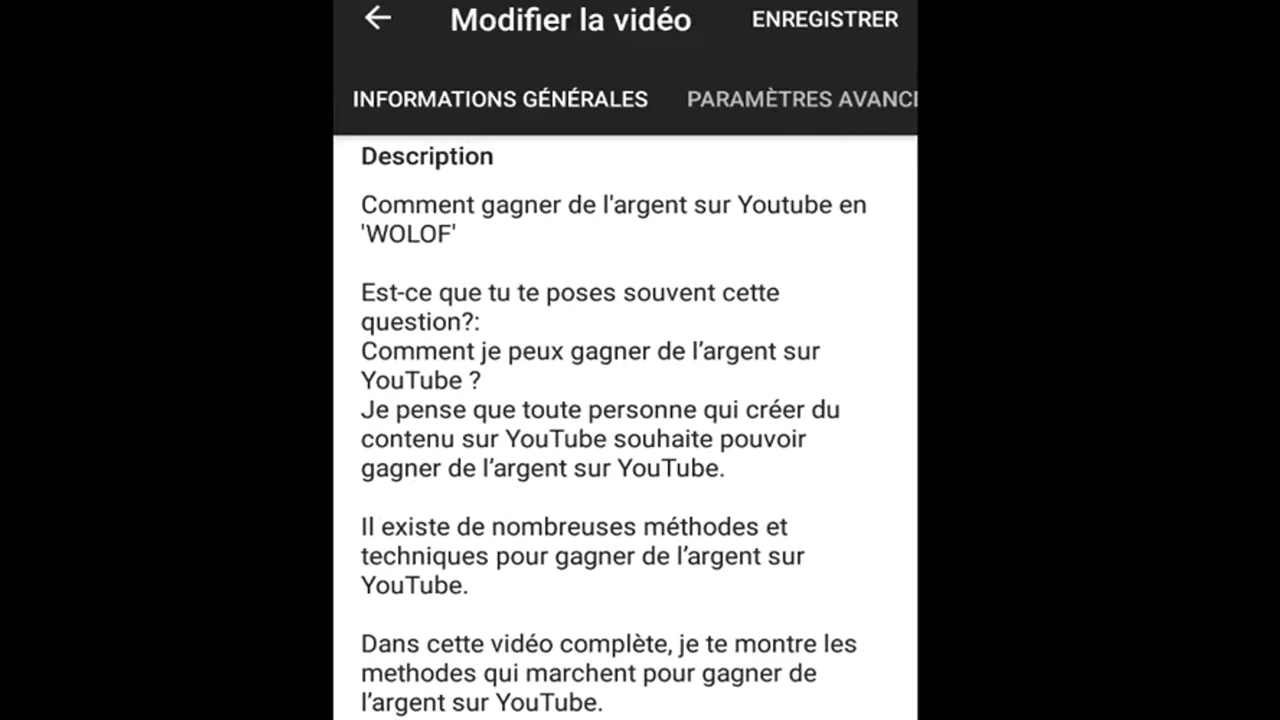 Modifier la vidéo
ENREGISTRER
INFORMATIONS GÉNÉRALES
PARAMÈTRES AVANC
Description
Comment gagner de l'argent sur Youtube en
'WOLOF'
Est-ce que tu te poses souvent cette
question?:
Comment je peux gagner de l’argent sur
YouTube ?
Je pense que toute personne qui créer du
contenu sur YouTube souhaite pouvoir
gagner de l’argent sur YouTube.
Il existe de nombreuses méthodes et
techniques pour gagner de l’argent sur
YouTube.
Dans cette vidéo complète, je te montre les
methodes qui marchent pour gagner de
l’argent sur YouTube.